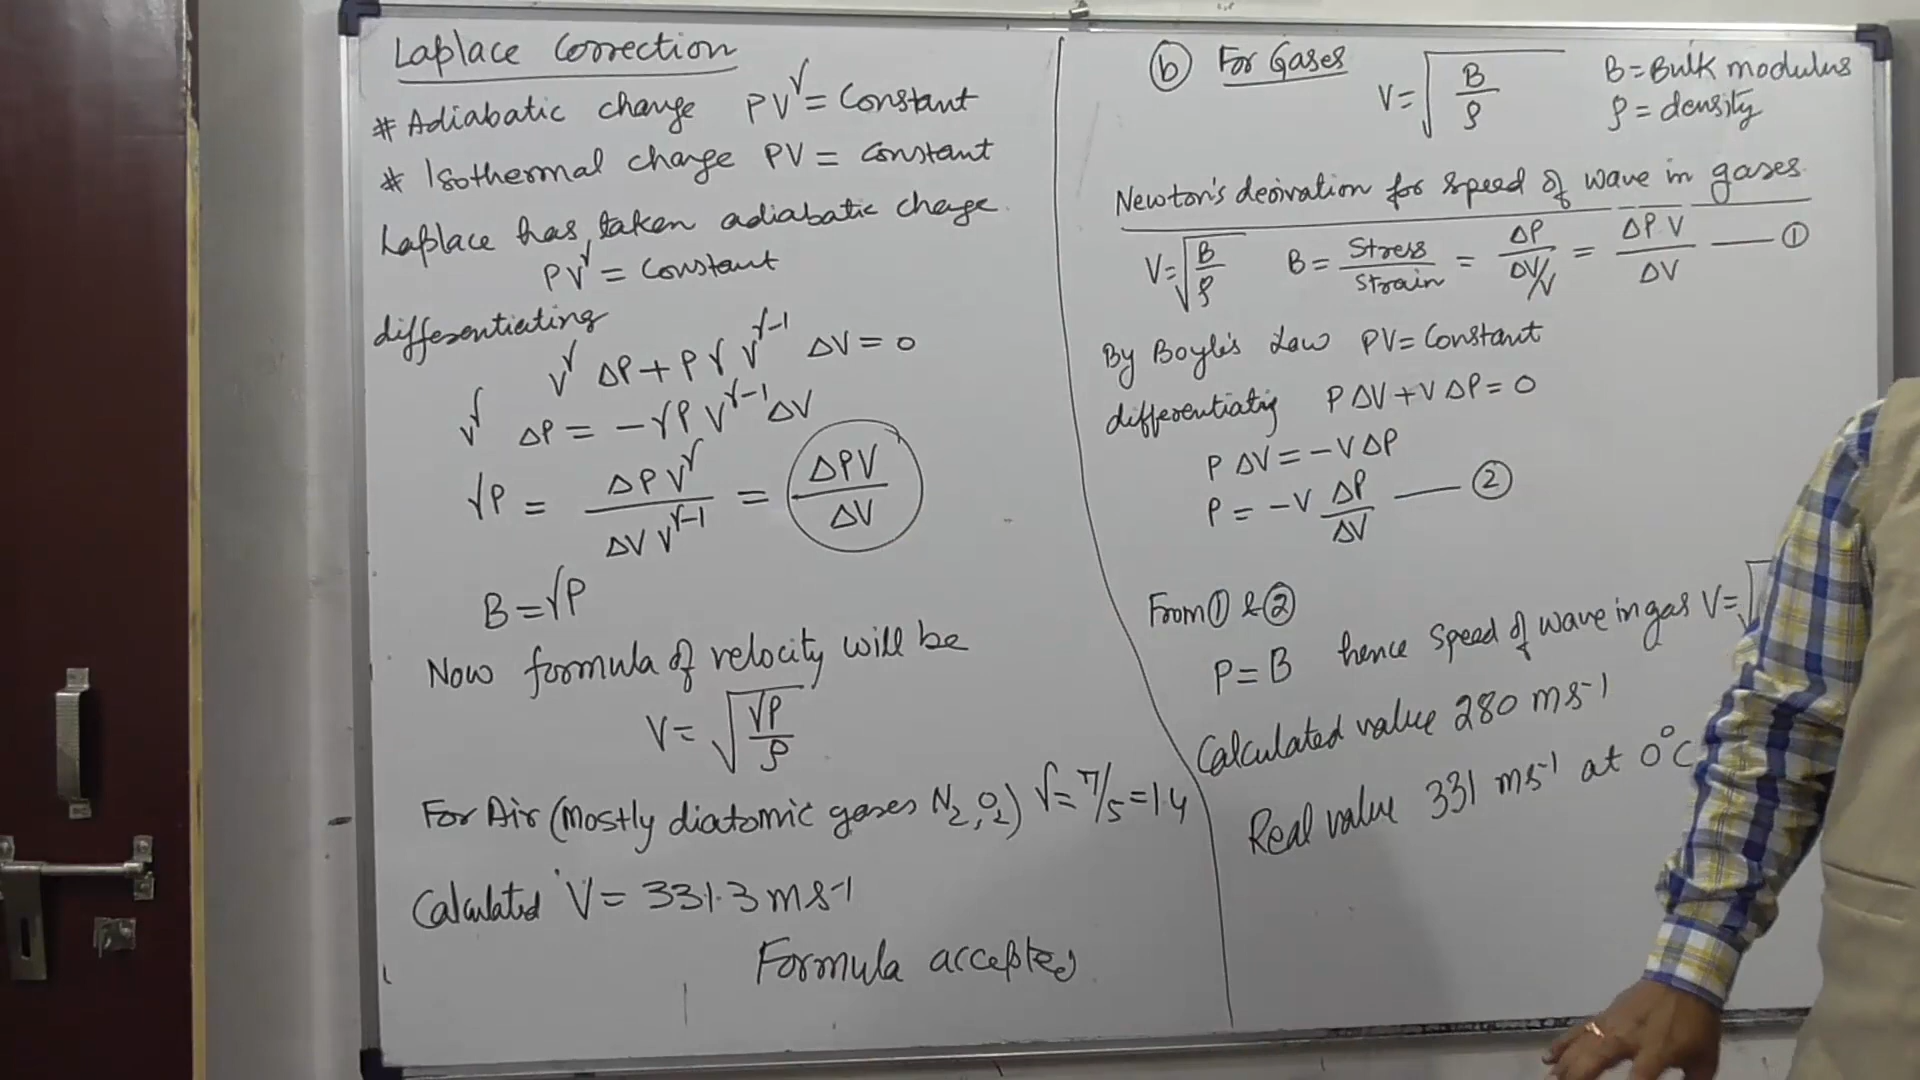 Laplace Correction
# Adiabatic change PV^γ = Constant
# Isothermal change PV = Constant
Laplace has taken adiabatic change
PV^γ = Constant
differentiating
V^γ ΔP + P γ V^γ-1 ΔV = 0
V^γ ΔP = -γP V^γ-1 ΔV
γP = ΔP V^γ / ΔV V^γ-1 = ΔPV / ΔV
B = γP
Now formula of velocity will be
V = √(γP/ρ)
For Air (mostly diatomic gases N2, O2) γ = 7/5 = 1.4
Calculated V = 331.3 ms-1
Formula accepted
(b) For Gases
V = √(B/ρ)
B = Bulk modulus
ρ = density
Newton's derivation for speed of wave in gases
V = √(B/ρ) B = Stress / Strain = ΔP / ΔV/V = ΔP V / ΔV — ①
By Boyle's Law PV = Constant
differentiating P ΔV + V ΔP = 0
P ΔV = -V ΔP
P = -V ΔP/ΔV — ②
From ① & ②
P = B hence speed of wave in gas V = √
Calculated value 280 ms-1
Real value 331 ms-1 at 0°C